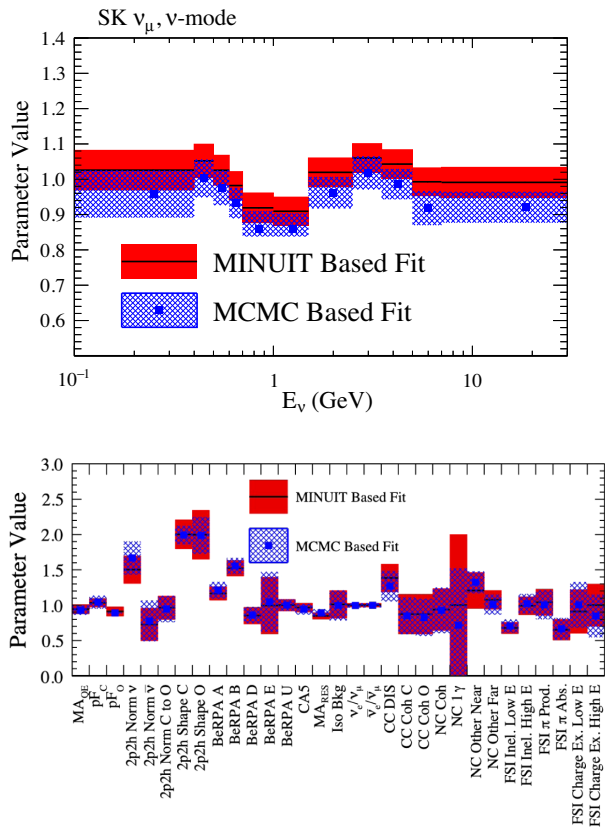 SK ν_μ, ν-mode
Parameter Value
1.4
1.3
1.2
1.1
1.0
0.9
0.8
0.7
0.6
MINUIT Based Fit
MCMC Based Fit
10⁻¹ 1 10
E_ν (GeV)
Parameter Value
3.0
2.5
2.0
1.5
1.0
0.5
0.0
MINUIT Based Fit
MCMC Based Fit
MA_QE
pF_C
pF_O
2p2h Norm ν
2p2h Norm ν̄
2p2h Norm C to O
2p2h Shape C
2p2h Shape O
BeRPA A
BeRPA B
BeRPA D
BeRPA E
BeRPA U
CA5
MA_RES
Iso Bkg
ν_e/ν_μ
ν̄_e/ν̄_μ
CC DIS
CC Coh C
CC Coh O
NC Coh
NC 1 γ
NC Other Near
NC Other Far
FSI Inel. Low E
FSI Inel. High E
FSI π Prod.
FSI π Abs.
FSI Charge Ex. Low E
FSI Charge Ex. High E